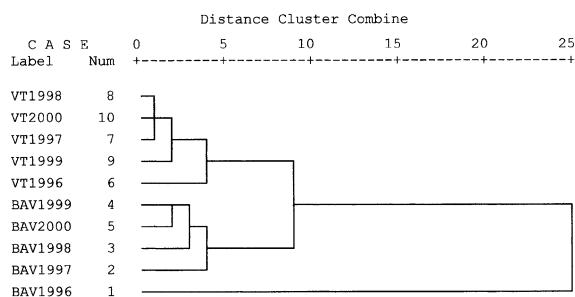 Distance Cluster Combine
C A S E 0 5 10 15 20 25
Label Num +---------+---------+---------+---------+---------+
VT1998 8
VT2000 10
VT1997 7
VT1999 9
VT1996 6
BAV1999 4
BAV2000 5
BAV1998 3
BAV1997 2
BAV1996 1